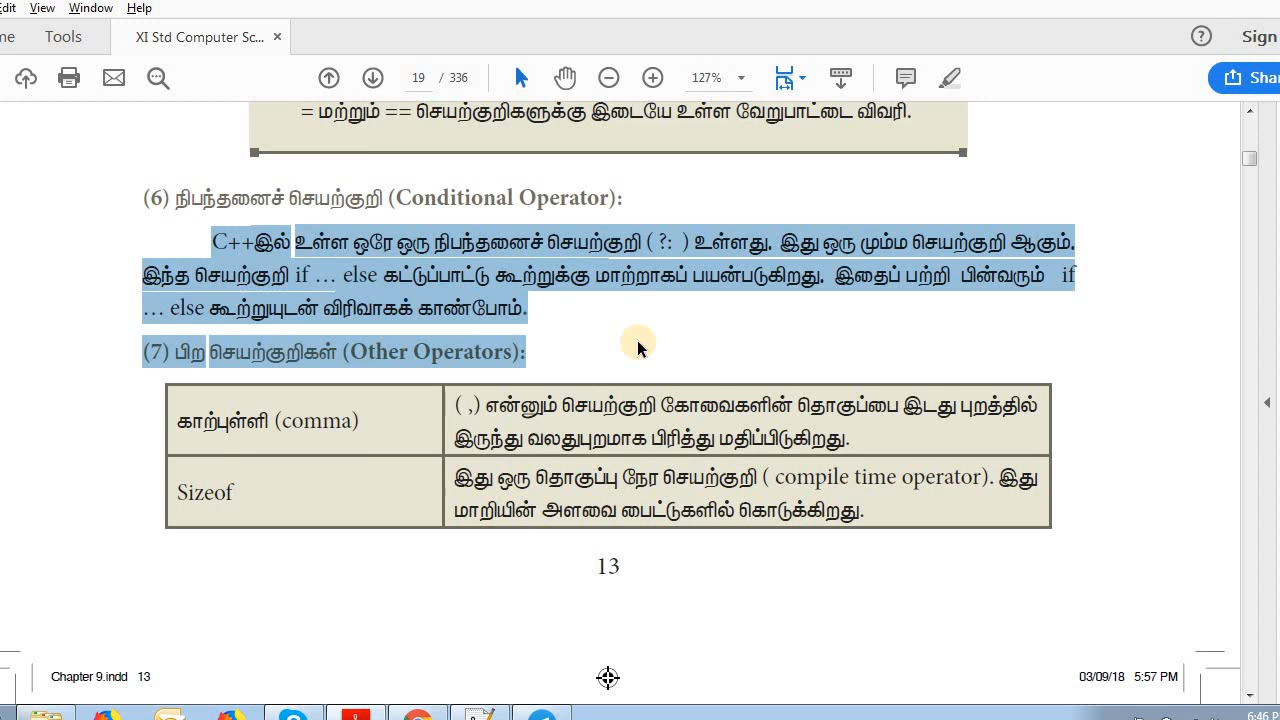 Edit View Window Help
me Tools XI Std Computer Sc... × ? Sign
19 / 336 127% Shar
= மற்றும் == செயற்குறிகளுக்கு இடையே உள்ள வேறுபாட்டை விவரி.
(6) நிபந்தனைச் செயற்குறி (Conditional Operator):
C++இல் உள்ள ஒரே ஒரு நிபந்தனைச் செயற்குறி ( ?: ) உள்ளது. இது ஒரு மும்ம செயற்குறி ஆகும்.
இந்த செயற்குறி if … else கட்டுப்பாட்டு கூற்றுக்கு மாற்றாகப் பயன்படுகிறது. இதைப் பற்றி பின்வரும் if
… else கூற்றுயுடன் விரிவாகக் காண்போம்.
(7) பிற செயற்குறிகள் (Other Operators):
காற்புள்ளி (comma)
( ,) என்னும் செயற்குறி கோவைகளின் தொகுப்பை இடது புறத்தில்
இருந்து வலதுபுறமாக பிரித்து மதிப்பிடுகிறது.
Sizeof
இது ஒரு தொகுப்பு நேர செயற்குறி ( compile time operator). இது
மாறியின் அளவை பைட்டுகளில் கொடுக்கிறது.
13
Chapter 9.indd 13 03/09/18 5:57 PM
6:46 P